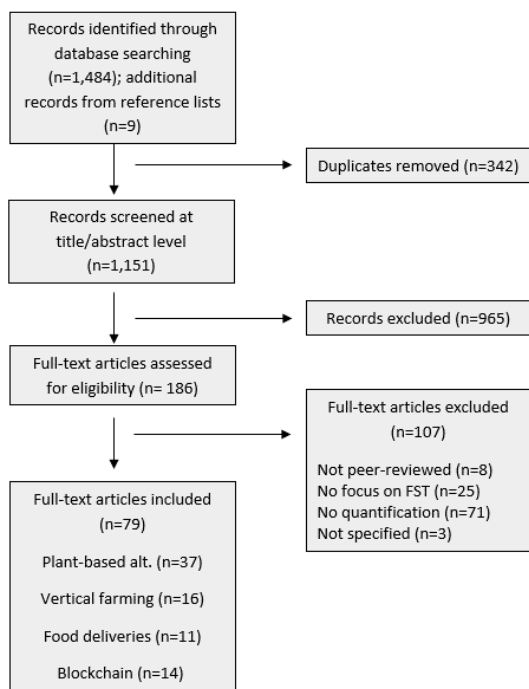 Records identified through
database searching
(n=1,484); additional
records from reference lists
(n=9)
Duplicates removed (n=342)
Records screened at
title/abstract level
(n=1,151)
Records excluded (n=965)
Full-text articles assessed
for eligibility (n= 186)
Full-text articles excluded
(n=107)
Not peer-reviewed (n=8)
No focus on FST (n=25)
No quantification (n=71)
Not specified (n=3)
Full-text articles included
(n=79)
Plant-based alt. (n=37)
Vertical farming (n=16)
Food deliveries (n=11)
Blockchain (n=14)